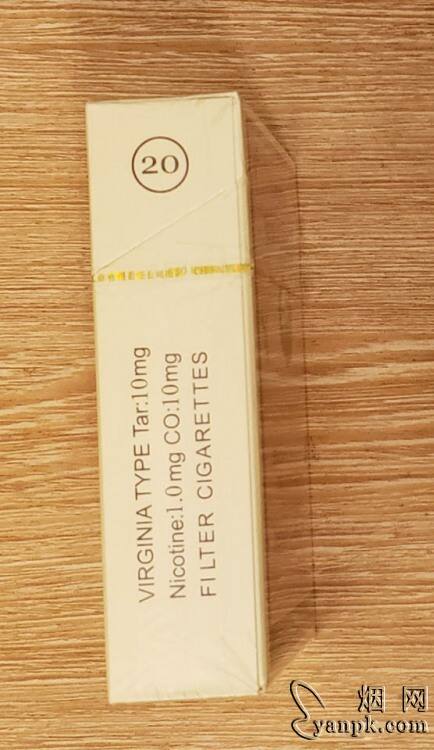 20
VIRGINIA TYPE Tar:10mg
Nicotine:1.0mg CO:10mg
FILTER CIGARETTES
烟网
yanpk.com